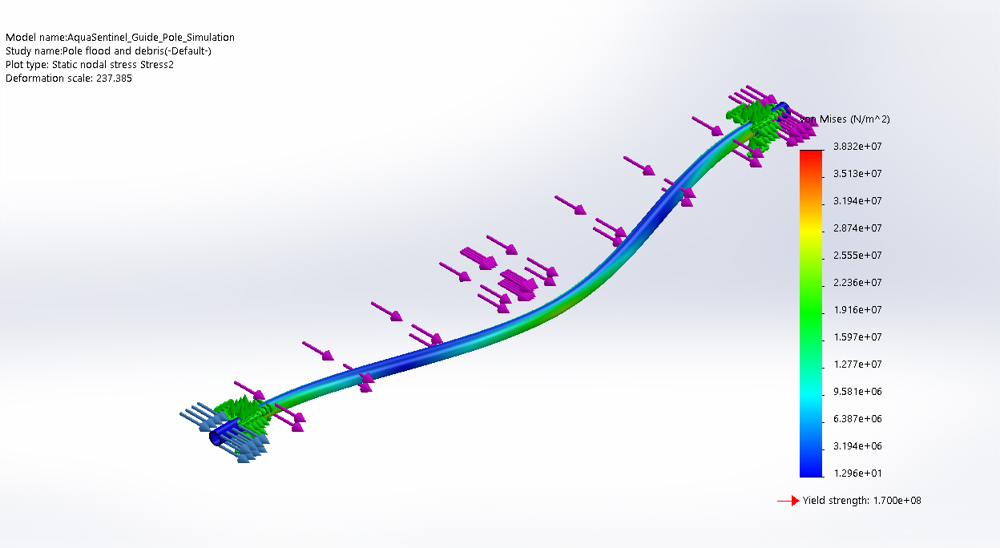 Model name:AquaSentinel_Guide_Pole_Simulation
Study name:Pole flood and debris(-Default-)
Plot type: Static nodal stress Stress2
Deformation scale: 237.385
von Mises (N/m^2)
3.832e+07
3.513e+07
3.194e+07
2.874e+07
2.555e+07
2.236e+07
1.916e+07
1.597e+07
1.277e+07
9.581e+06
6.387e+06
3.194e+06
1.296e+01
Yield strength: 1.700e+08